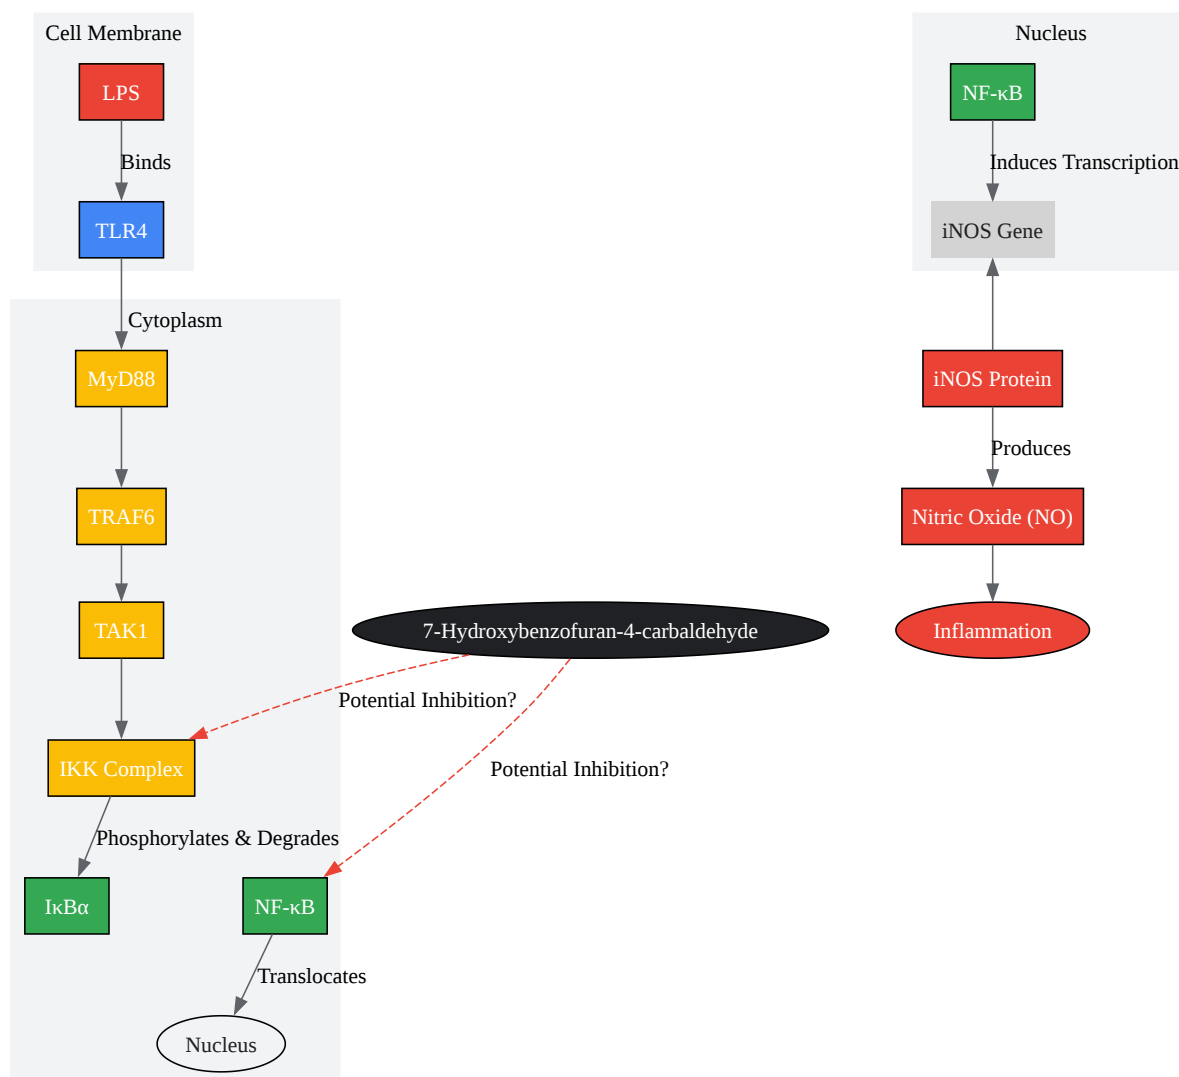 Cell Membrane
LPS
Binds
TLR4
Cytoplasm
MyD88
TRAF6
TAK1
IKK Complex
Phosphorylates & Degrades
IκBα
NF-κB
Translocates
Nucleus
7-Hydroxybenzofuran-4-carbaldehyde
Potential Inhibition?
Potential Inhibition?
Nucleus
NF-κB
Induces Transcription
iNOS Gene
iNOS Protein
Produces
Nitric Oxide (NO)
Inflammation